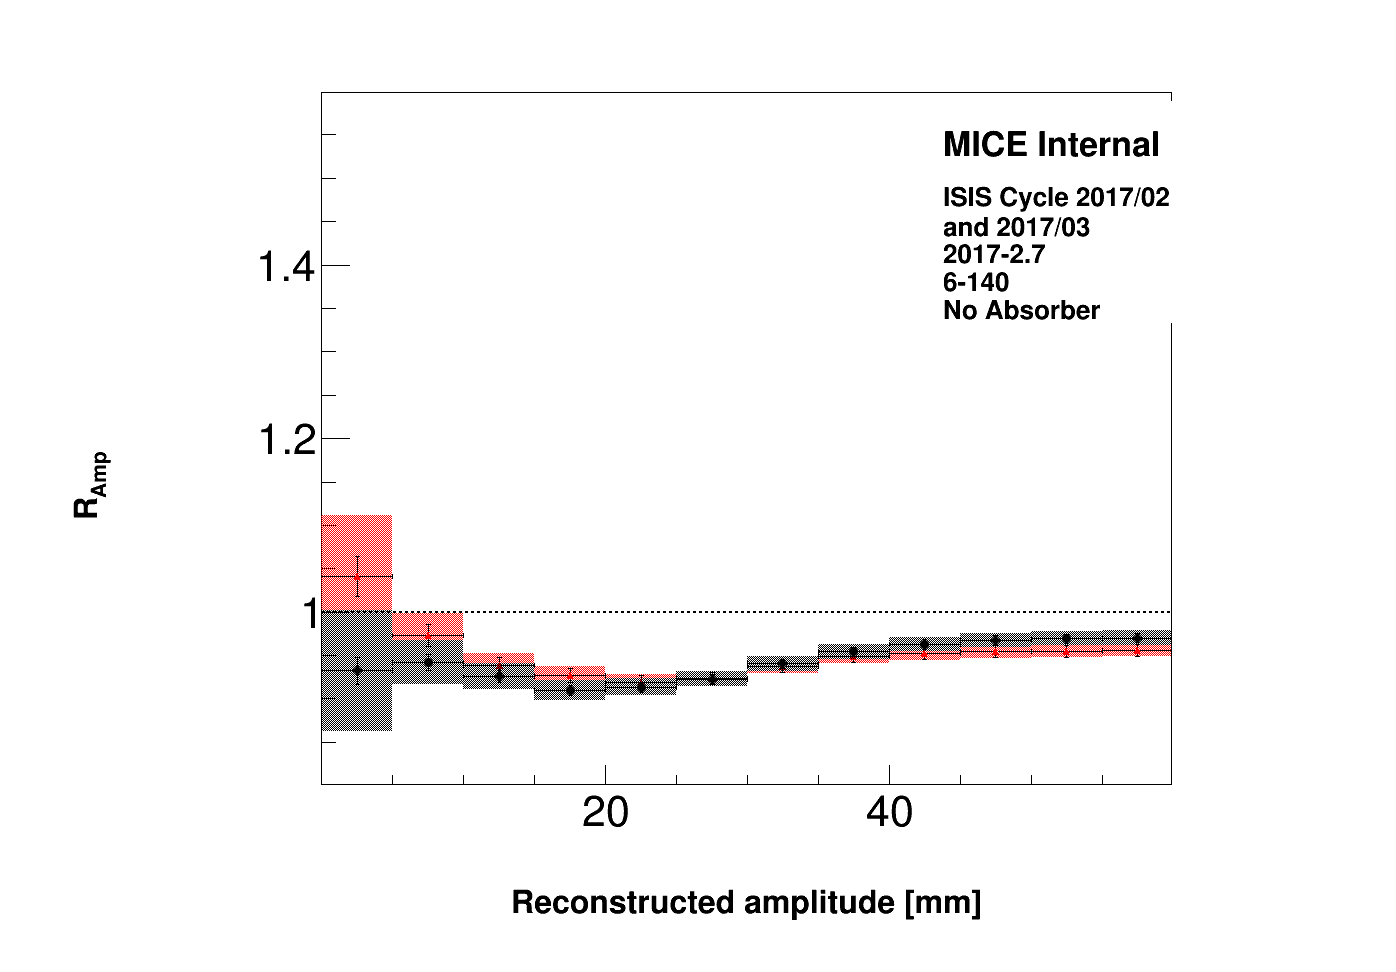 MICE Internal
ISIS Cycle 2017/02
and 2017/03
2017-2.7
6-140
No Absorber
1.4
1.2
1
R_Amp
20 40
Reconstructed amplitude [mm]